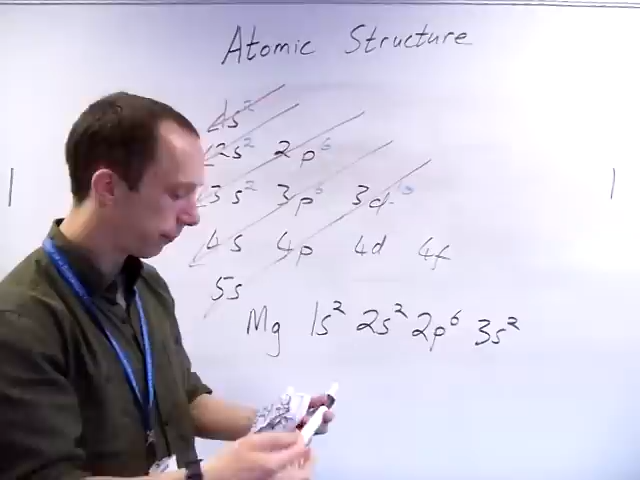 Atomic Structure
1s²
2s² 2p⁶
3s² 3p⁶ 3d¹⁰
4s 4p 4d 4f
5s
Mg 1s² 2s² 2p⁶ 3s²